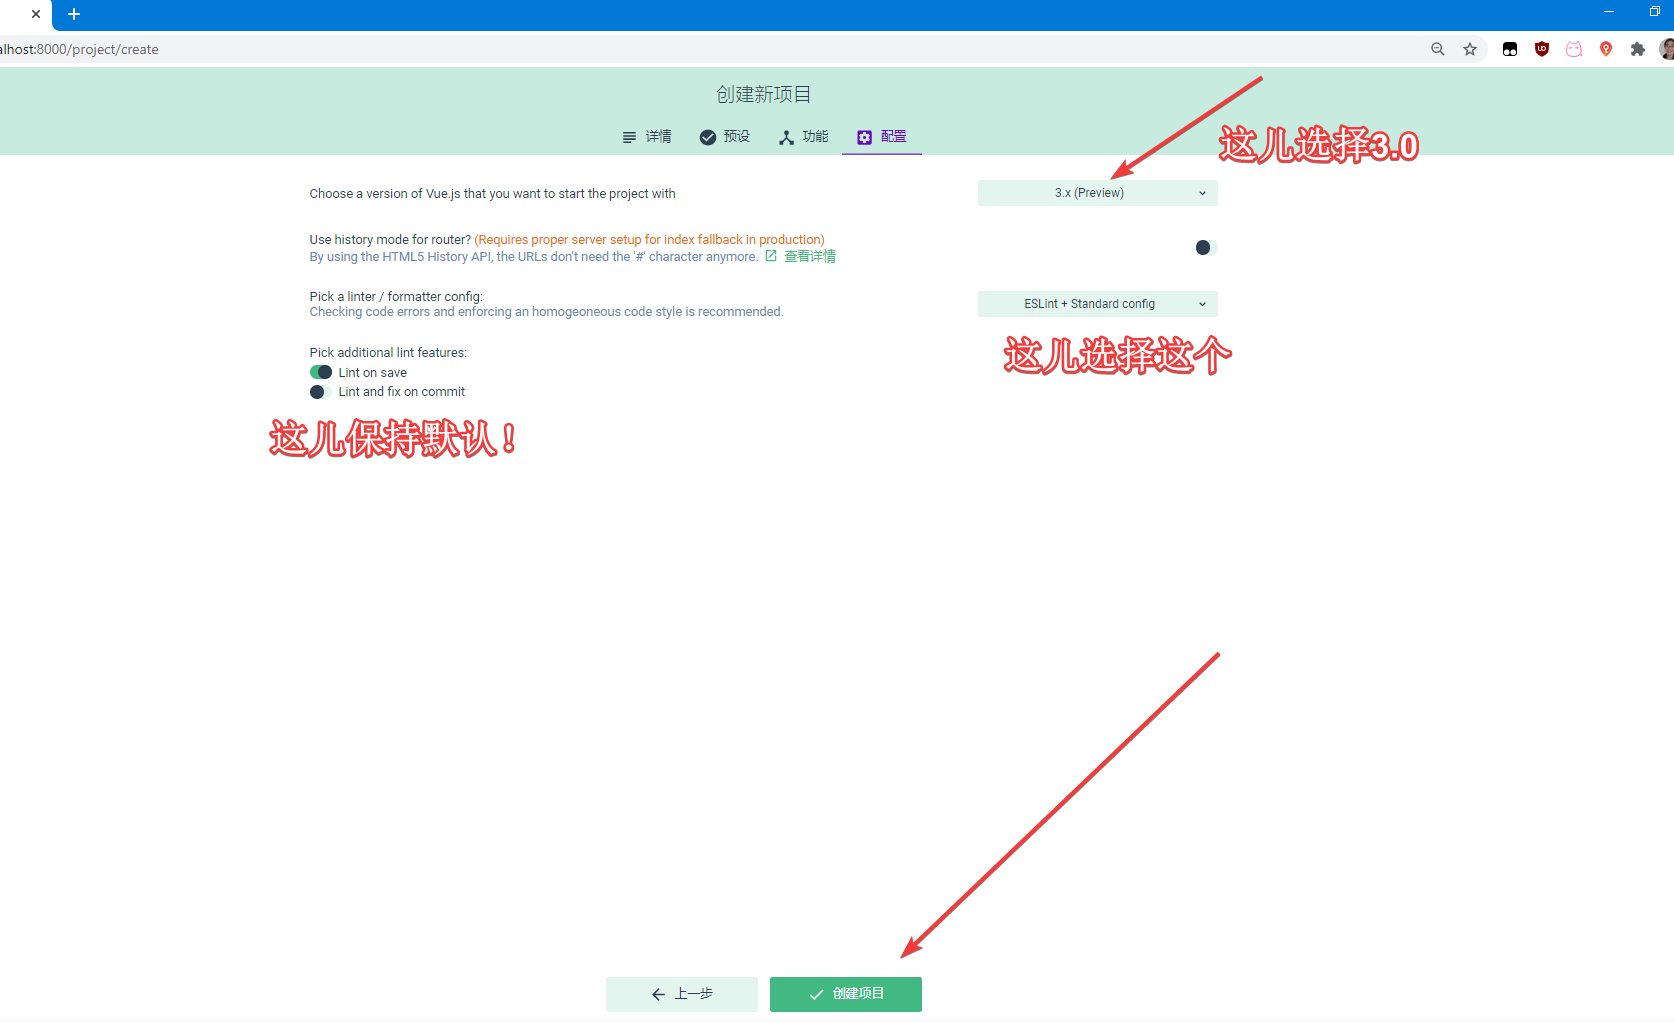 alhost:8000/project/create
创建新项目
详情 预设 功能 配置
这儿选择3.0
Choose a version of Vue.js that you want to start the project with 3.x (Preview)
Use history mode for router? (Requires proper server setup for index fallback in production)
By using the HTML5 History API, the URLs don't need the '#' character anymore. 查看详情
Pick a linter / formatter config: ESLint + Standard config
Checking code errors and enforcing an homogeoneous code style is recommended.
这儿选择这个
Pick additional lint features:
Lint on save
Lint and fix on commit
这儿保持默认!
上一步 创建项目